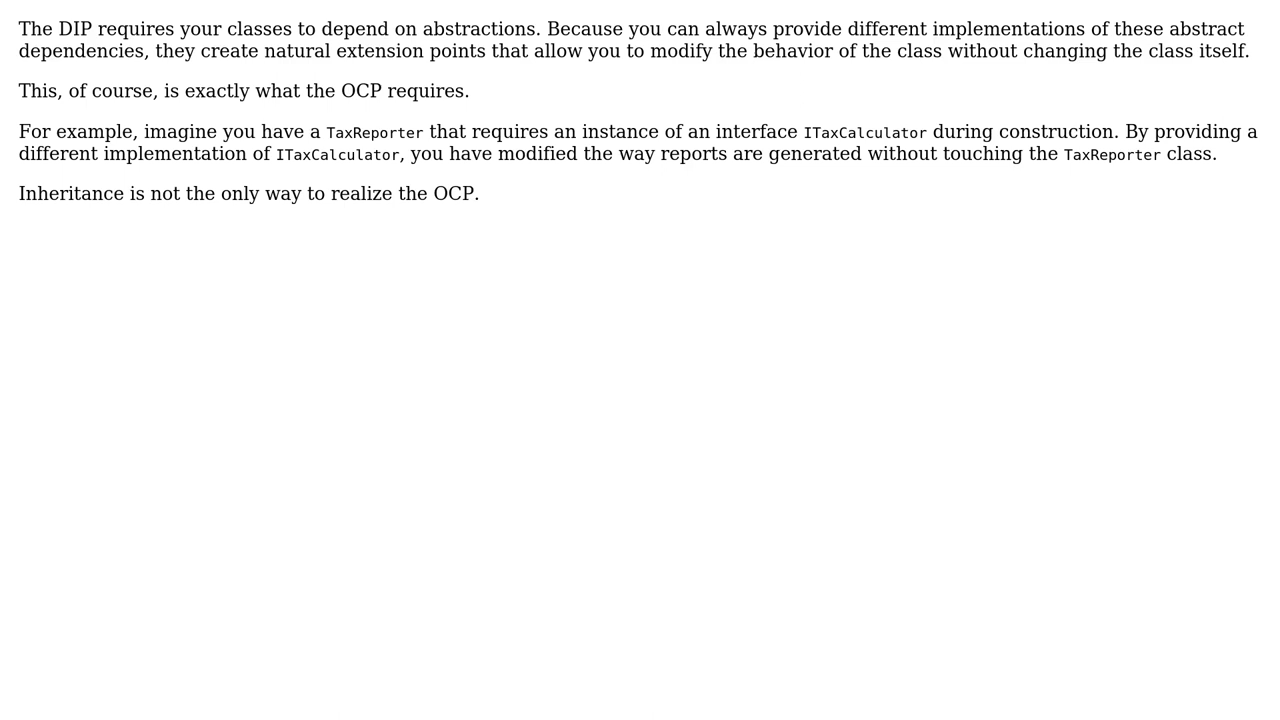 The DIP requires your classes to depend on abstractions. Because you can always provide different implementations of these abstract
dependencies, they create natural extension points that allow you to modify the behavior of the class without changing the class itself.
This, of course, is exactly what the OCP requires.
For example, imagine you have a TaxReporter that requires an instance of an interface ITaxCalculator during construction. By providing a
different implementation of ITaxCalculator, you have modified the way reports are generated without touching the TaxReporter class.
Inheritance is not the only way to realize the OCP.